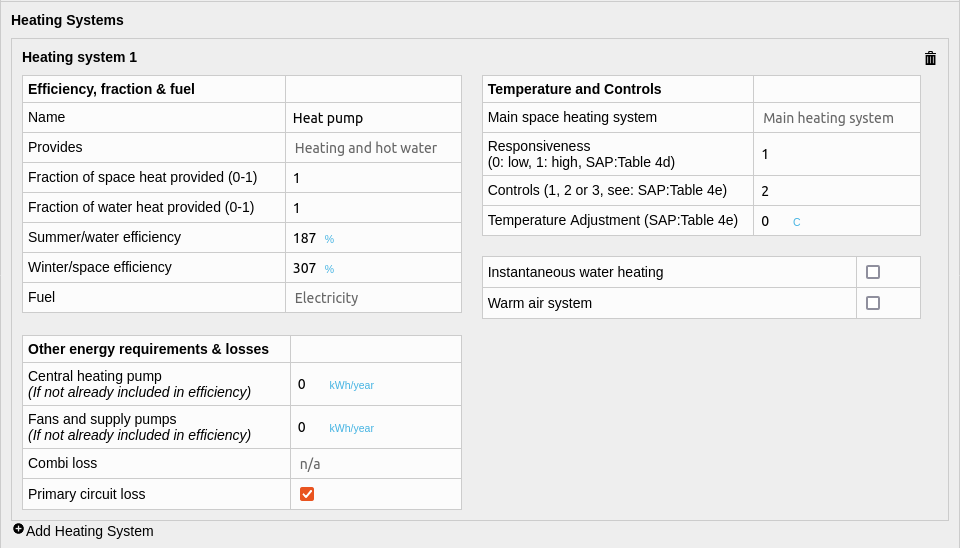 Heating Systems
Heating system 1
Efficiency, fraction & fuel
Name Heat pump
Provides Heating and hot water
Fraction of space heat provided (0-1) 1
Fraction of water heat provided (0-1) 1
Summer/water efficiency 187 %
Winter/space efficiency 307 %
Fuel Electricity
Other energy requirements & losses
Central heating pump
(If not already included in efficiency) 0 kWh/year
Fans and supply pumps
(If not already included in efficiency) 0 kWh/year
Combi loss n/a
Primary circuit loss
Temperature and Controls
Main space heating system Main heating system
Responsiveness
(0: low, 1: high, SAP:Table 4d) 1
Controls (1, 2 or 3, see: SAP:Table 4e) 2
Temperature Adjustment (SAP:Table 4e) 0 C
Instantaneous water heating
Warm air system
Add Heating System